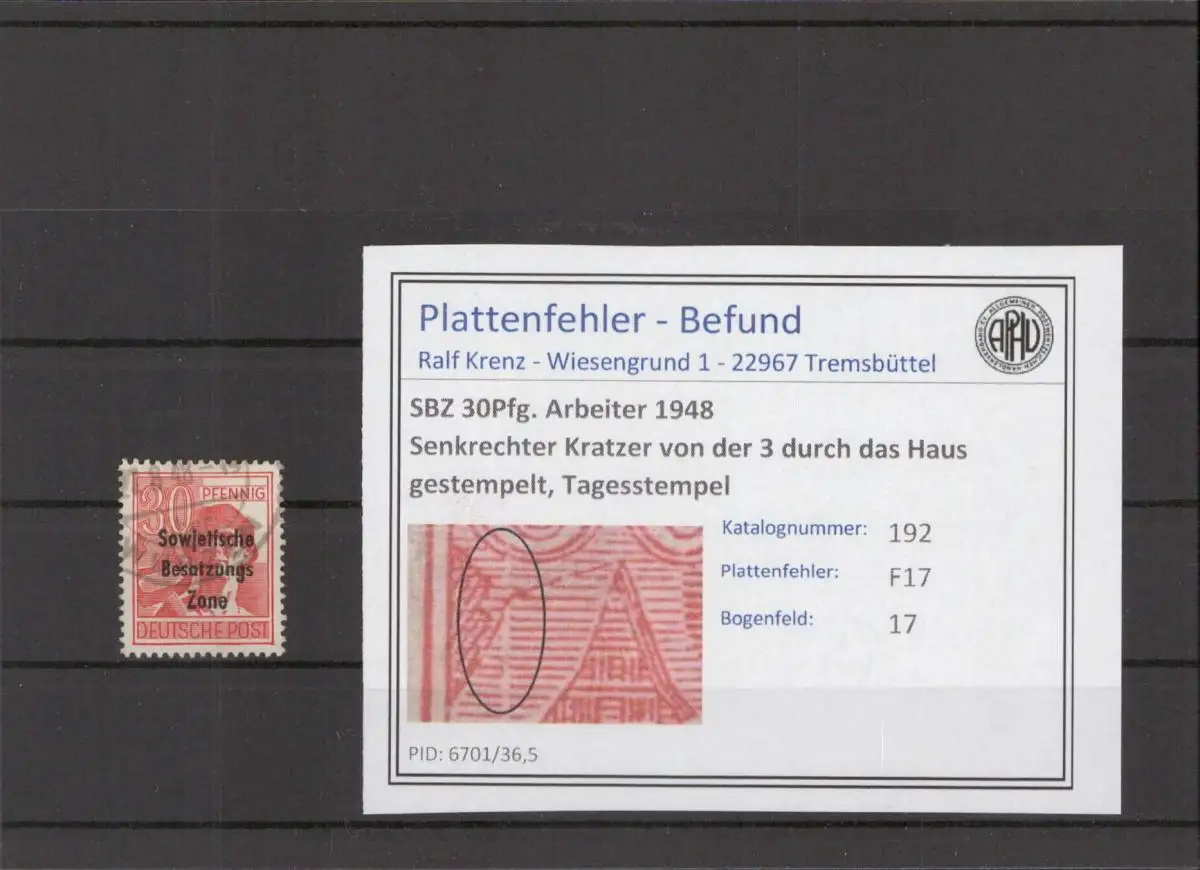 30 PFENNIG
Sowjetische
Besatzungs
Zone
DEUTSCHE POST
Plattenfehler - Befund
Ralf Krenz - Wiesengrund 1 - 22967 Tremsbüttel
APHV
SBZ 30Pfg. Arbeiter 1948
Senkrechter Kratzer von der 3 durch das Haus
gestempelt, Tagesstempel
Katalognummer: 192
Plattenfehler: F17
Bogenfeld: 17
PID: 6701/36,5